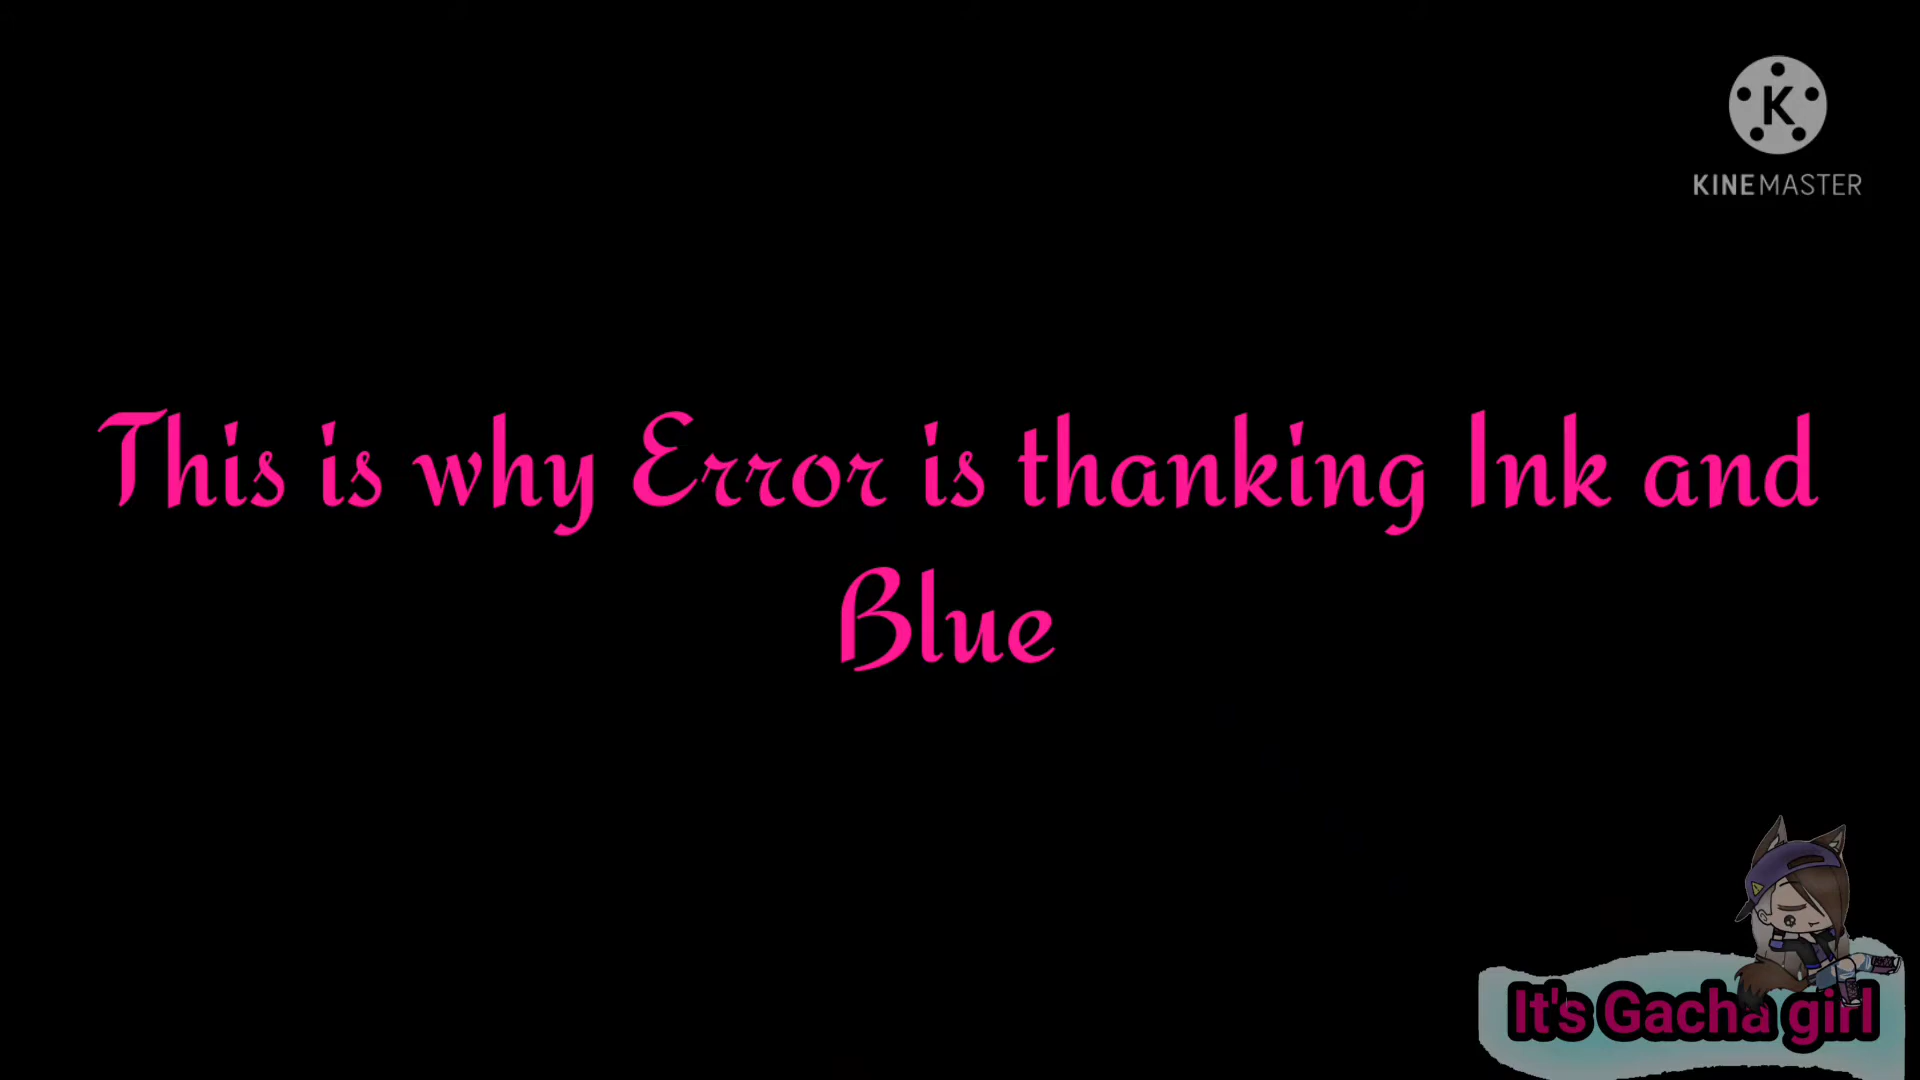 K
KINEMASTER
This is why Error is thanking Ink and
Blue
It's Gacha girl